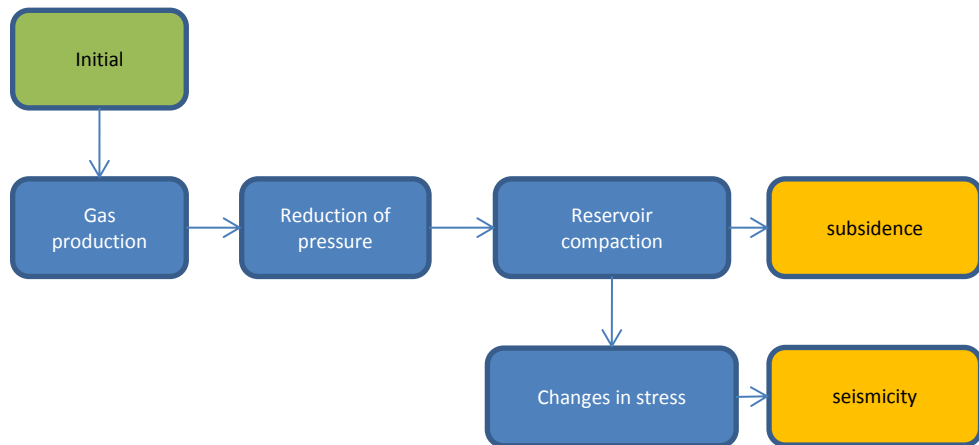 Initial
Gas
production
Reduction of
pressure
Reservoir
compaction
subsidence
Changes in stress
seismicity